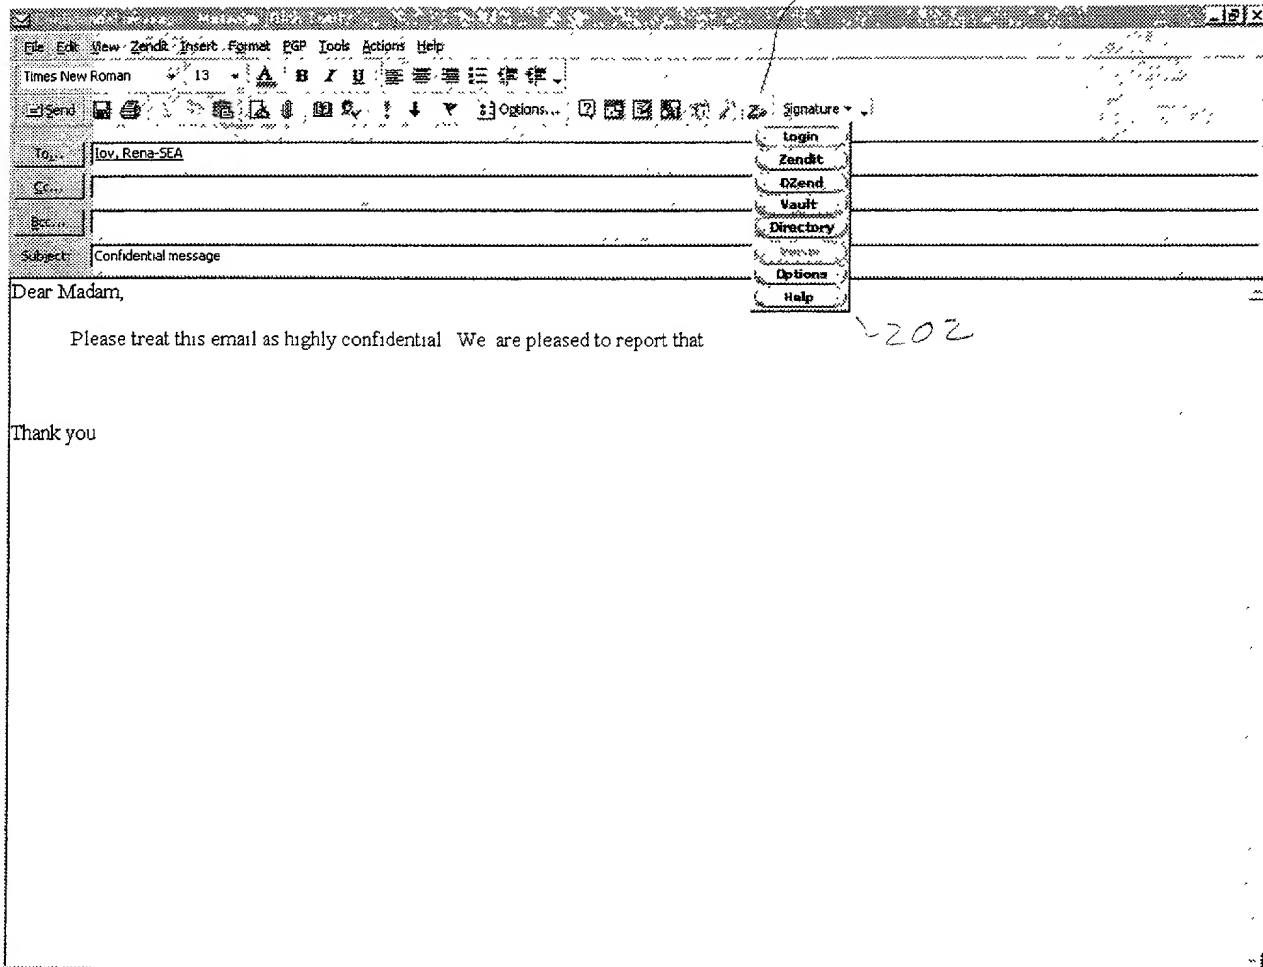 File Edit View Zendit Insert Format PGP Tools Actions Help
Times New Roman 13 A B I U
Send Options... Signature
To... Iov, Rena-SEA
Cc...
Bcc...
Subject: Confidential message
Login
Zendit
DZend
Vault
Directory
Options
Help
202
Dear Madam,
Please treat this email as highly confidential We are pleased to report that
Thank you